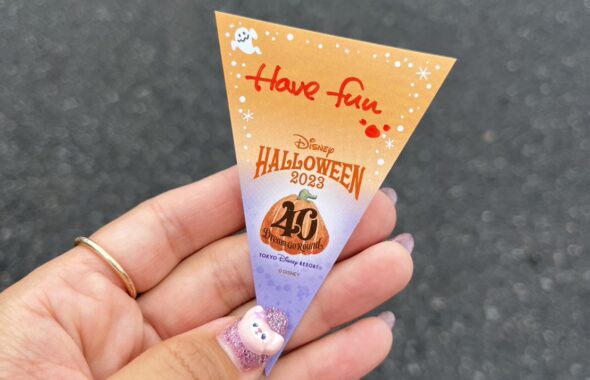 Have fun
Disney
HALLOWEEN
2023
40
Dream Go Round
TOKYO Disney RESORT®
© DISNEY